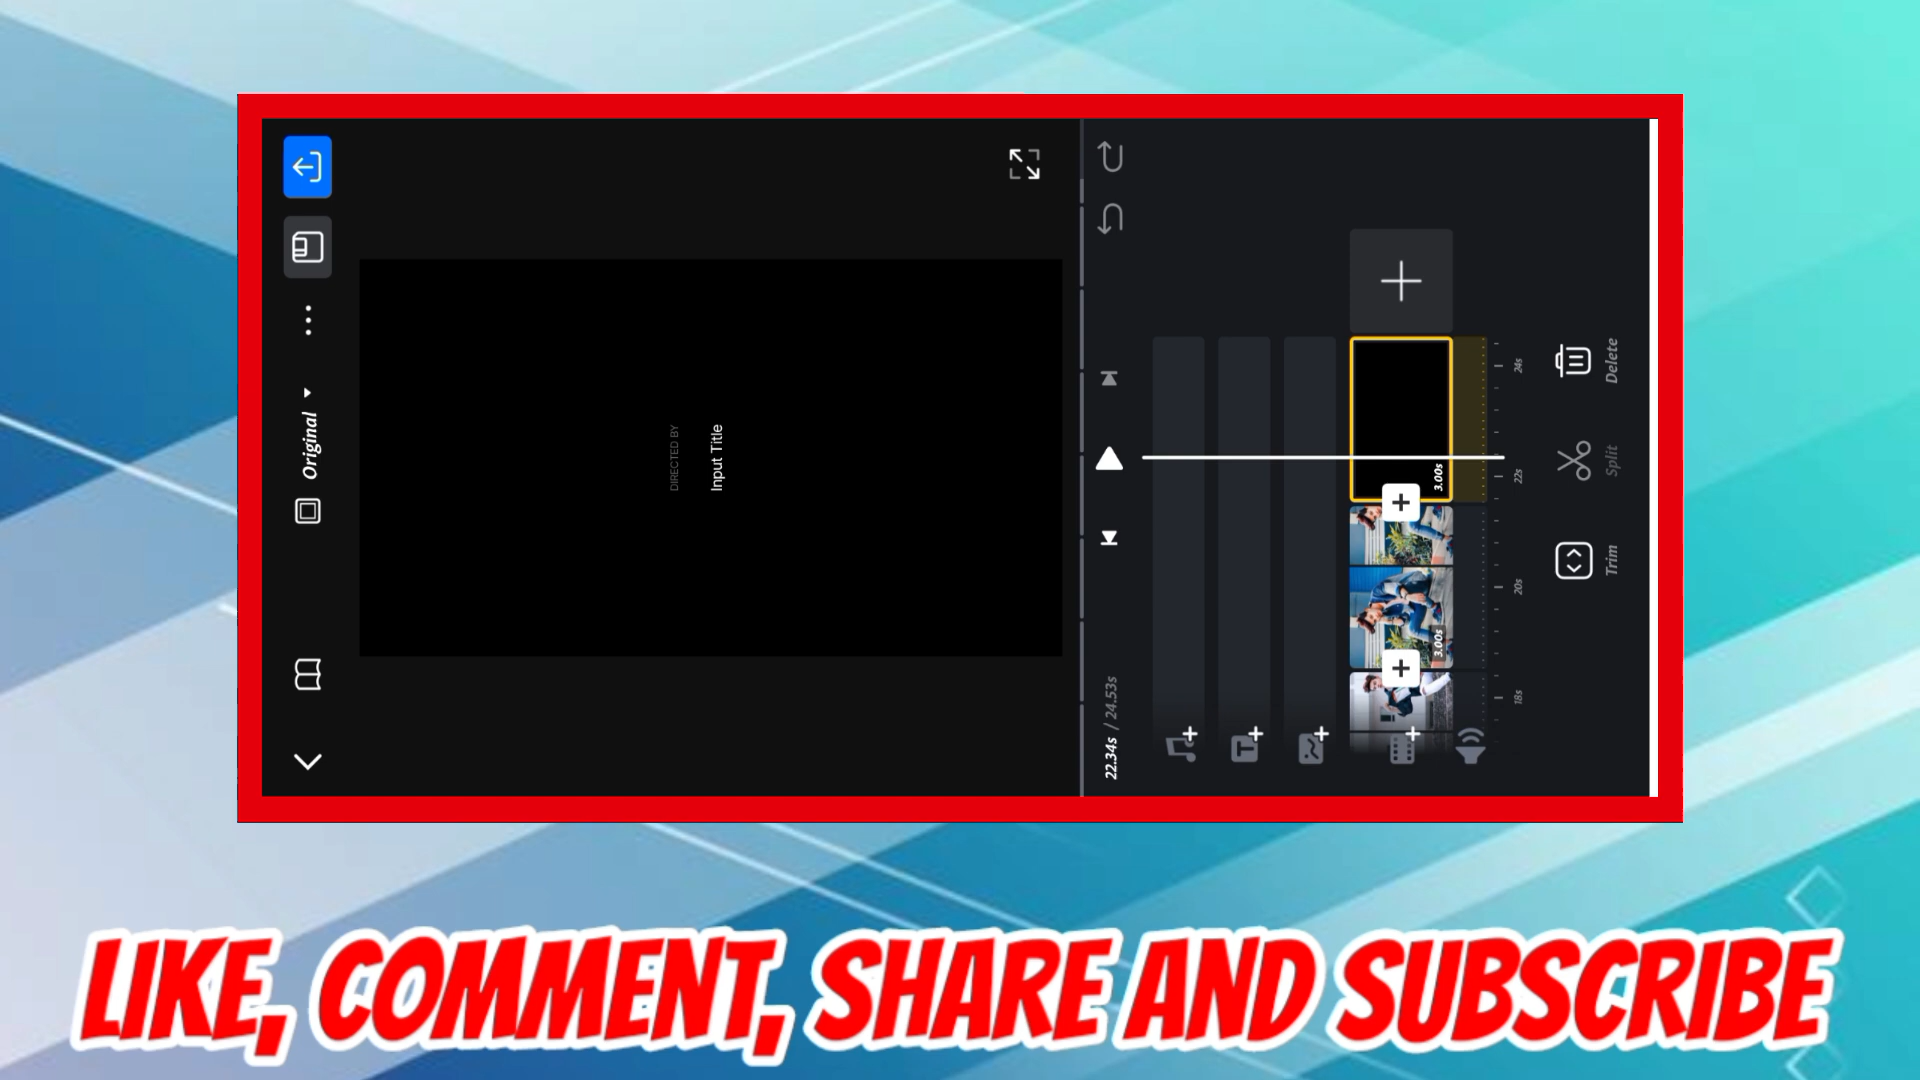 Original
DIRECTED BY
Input Title
22.34s / 24.53s
3.00s
3.00s
18s
20s
22s
24s
Trim
Split
Delete
LIKE, COMMENT, SHARE AND SUBSCRIBE